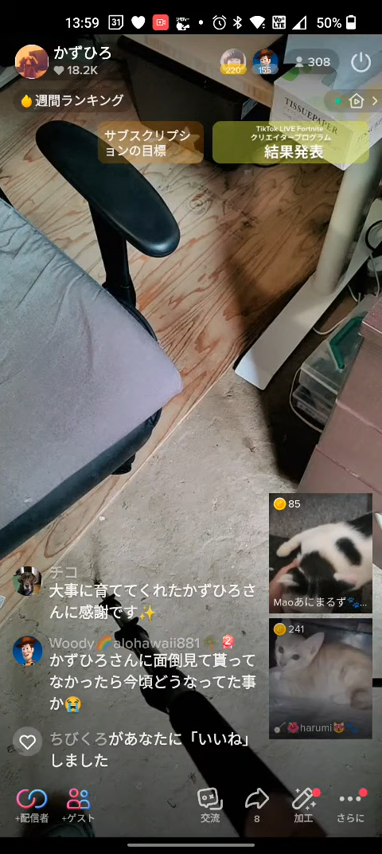 13:59
31
50%
かずひろ
18.2K
220
155
308
週間ランキング
TISSUEPAPER
サブスクリプシ
ョンの目標
TikTok LIVE Fortnite
クリエイタープログラム
結果発表
85
Maoあにまるず🐾...
チコ
大事に育ててくれたかずひろさ
んに感謝です✨
241
Woody🌈alohawaii881🌴 2
かずひろさんに面倒見て貰って
なかったら今頃どうなってた事
か😭
🌺harumi😻🐾
ちびくろがあなたに「いいね」
しました
+配信者
+ゲスト
交流
8
加工
さらに